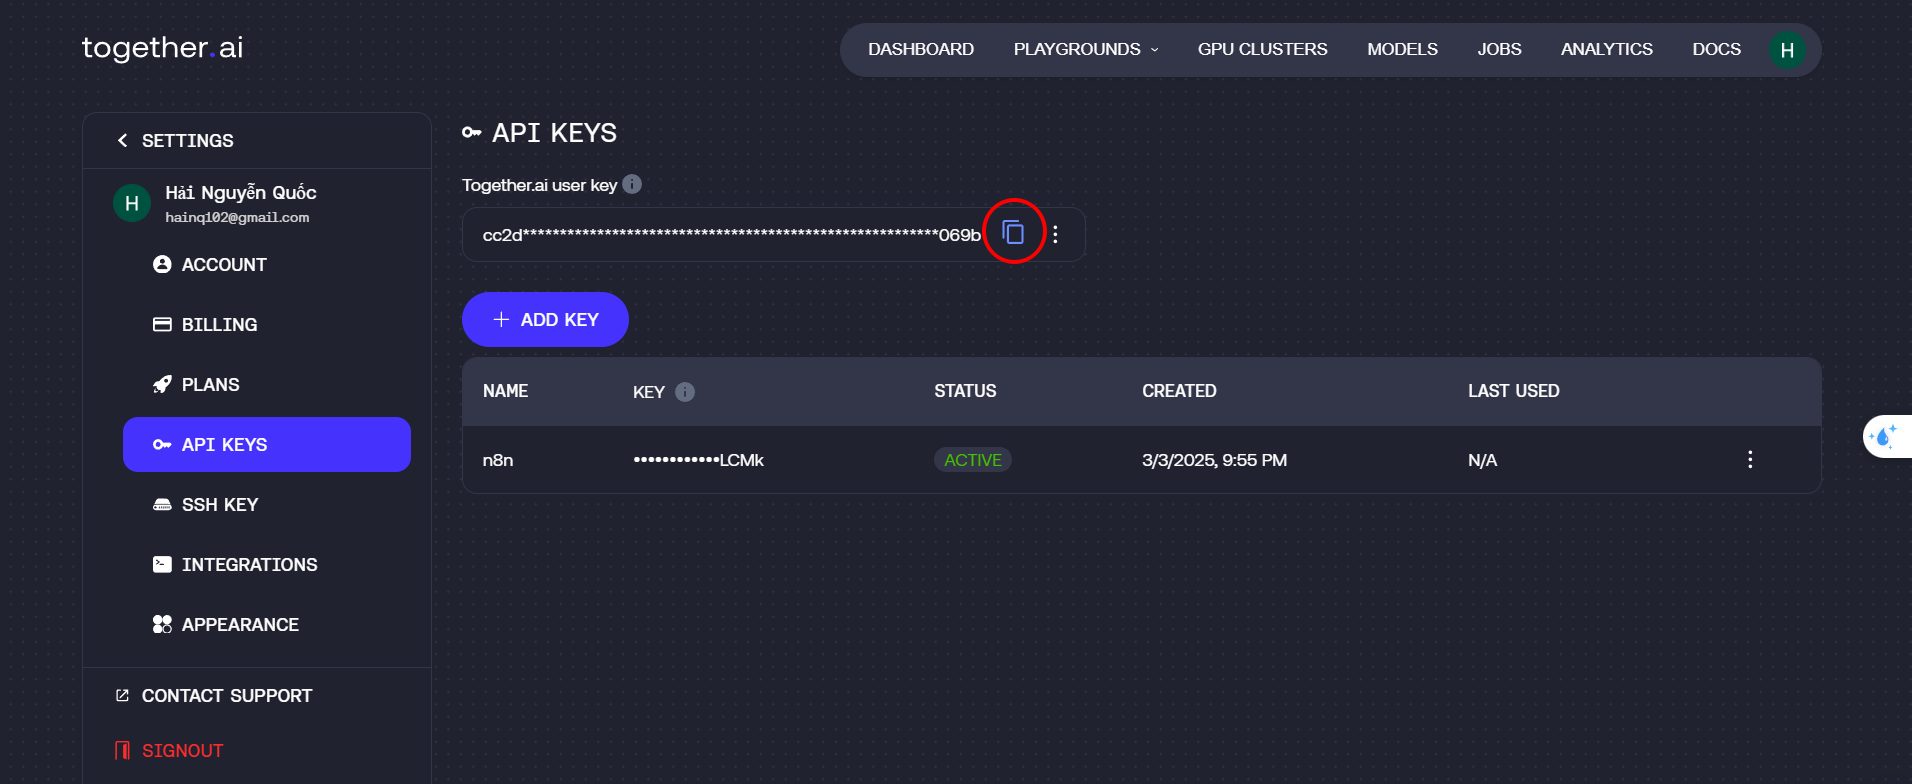 together.ai
DASHBOARD PLAYGROUNDS GPU CLUSTERS MODELS JOBS ANALYTICS DOCS H
SETTINGS
H
Hải Nguyễn Quốc
hainq102@gmail.com
ACCOUNT
BILLING
PLANS
API KEYS
SSH KEY
INTEGRATIONS
APPEARANCE
CONTACT SUPPORT
SIGNOUT
API KEYS
Together.ai user key
cc2d********************************************************069b
+ ADD KEY
NAME KEY STATUS CREATED LAST USED
n8n ••••••••••••LCMk ACTIVE 3/3/2025, 9:55 PM N/A